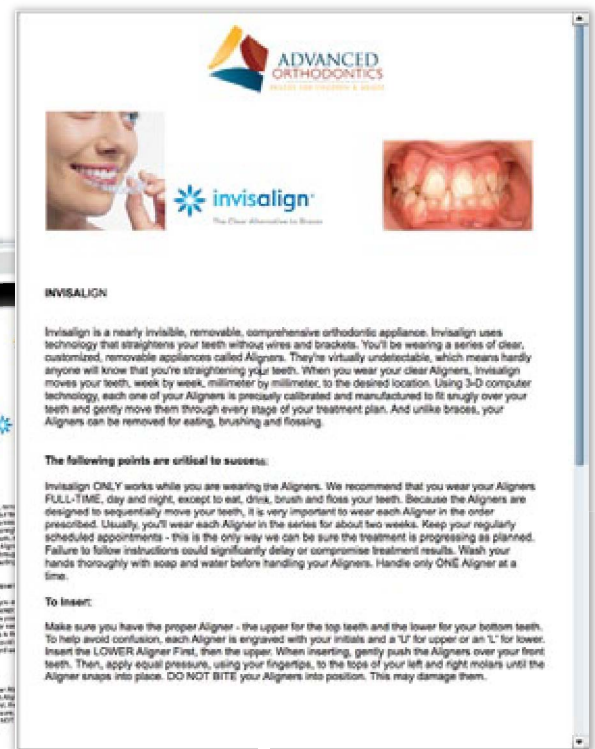 ADVANCED
ORTHODONTICS
invisalign
The Clear Alternative to Braces
INVISALIGN
Invisalign is a nearly invisible, removable, comprehensive orthodontic appliance. Invisalign uses
technology that straightens your teeth without wires and brackets. You'll be wearing a series of clear,
customized, removable appliances called Aligners. They're virtually undetectable, which means hardly
anyone will know that you're straightening your teeth. When you wear your clear Aligners, Invisalign
moves your teeth, week by week, millimeter by millimeter, to the desired location. Using 3-D computer
technology, each one of your Aligners is precisely calibrated and manufactured to fit snugly over your
teeth and gently move them through every stage of your treatment plan. And unlike braces, your
Aligners can be removed for eating, brushing and flossing.
The following points are critical to success:
Invisalign ONLY works while you are wearing the Aligners. We recommend that you wear your Aligners
FULL-TIME, day and night, except to eat, drink, brush and floss your teeth. Because the Aligners are
designed to sequentially move your teeth, it is very important to wear each Aligner in the order
prescribed. Usually, you'll wear each Aligner in the series for about two weeks. Keep your regularly
scheduled appointments - this is the only way we can be sure the treatment is progressing as planned.
Failure to follow instructions could significantly delay or compromise treatment results. Wash your
hands thoroughly with soap and water before handling your Aligners. Handle only ONE Aligner at a
time.
To Insert:
Make sure you have the proper Aligner - the upper for the top teeth and the lower for your bottom teeth.
To help avoid confusion, each Aligner is engraved with your initials and a "U" for upper or an "L" for lower.
Insert the LOWER Aligner First, then the upper. When inserting, gently push the Aligners over your front
teeth. Then, apply equal pressure, using your fingertips, to the tops of your left and right molars until the
Aligner snaps into place. DO NOT BITE your Aligners into position. This may damage them.